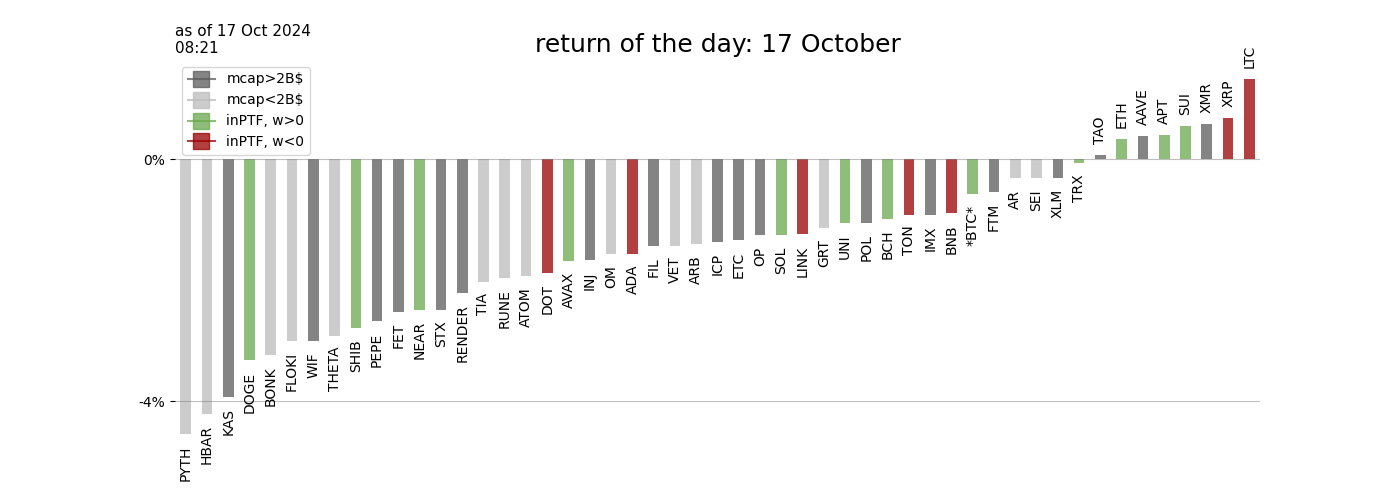 as of 17 Oct 2024
08:21
return of the day: 17 October
mcap>2B$
mcap<2B$
inPTF, w>0
inPTF, w<0
0%
-4%
PYTH
HBAR
KAS
DOGE
BONK
FLOKI
WIF
THETA
SHIB
PEPE
FET
NEAR
STX
RENDER
TIA
RUNE
ATOM
DOT
AVAX
INJ
OM
ADA
FIL
VET
ARB
ICP
ETC
OP
SOL
LINK
GRT
UNI
POL
BCH
TON
IMX
BNB
*BTC*
FTM
AR
SEI
XLM
TRX
TAO
ETH
AAVE
APT
SUI
XMR
XRP
LTC